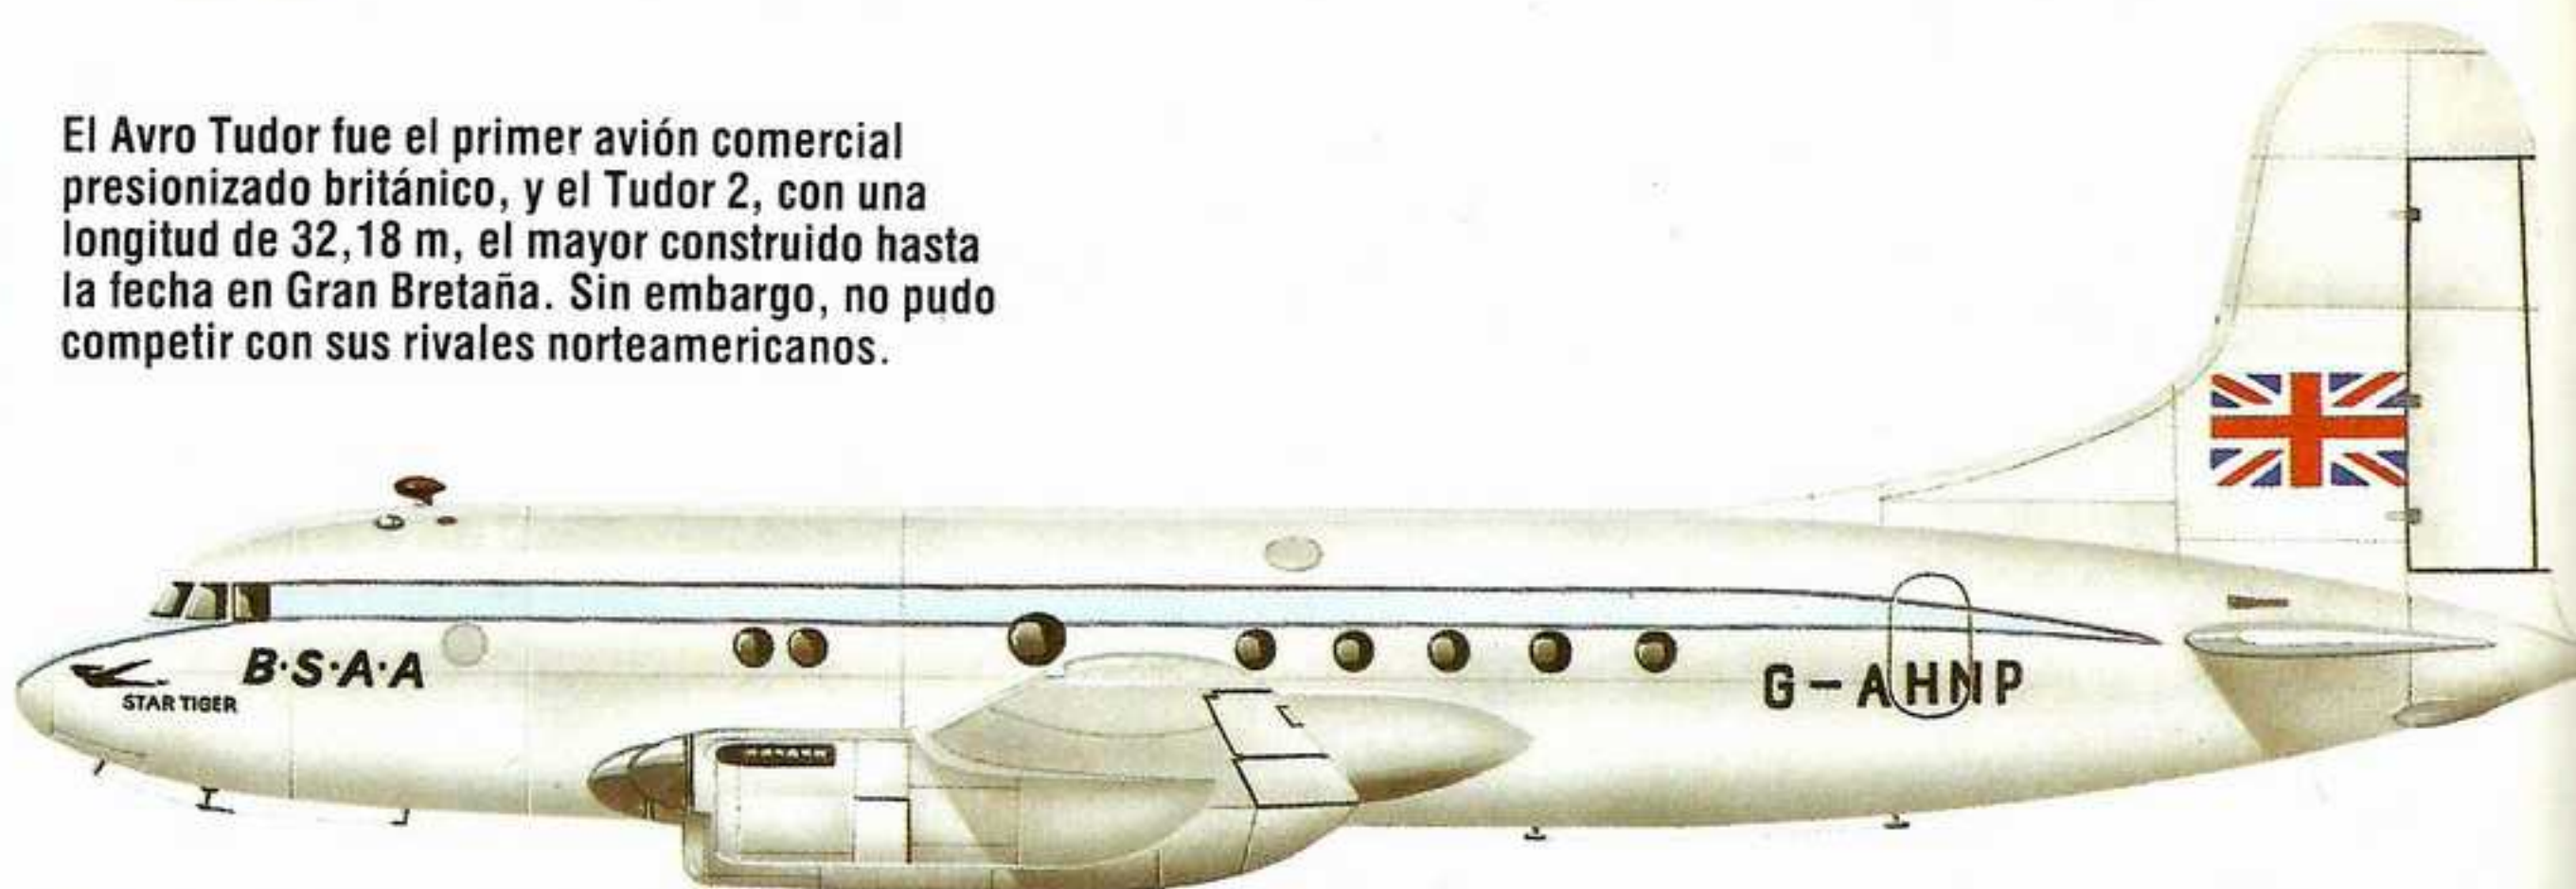 El Avro Tudor fue el primer avión comercial
presionizado británico, y el Tudor 2, con una
longitud de 32,18 m, el mayor construido hasta
la fecha en Gran Bretaña. Sin embargo, no pudo
competir con sus rivales norteamericanos.
B·S·A·A
STAR TIGER
G-AHNP